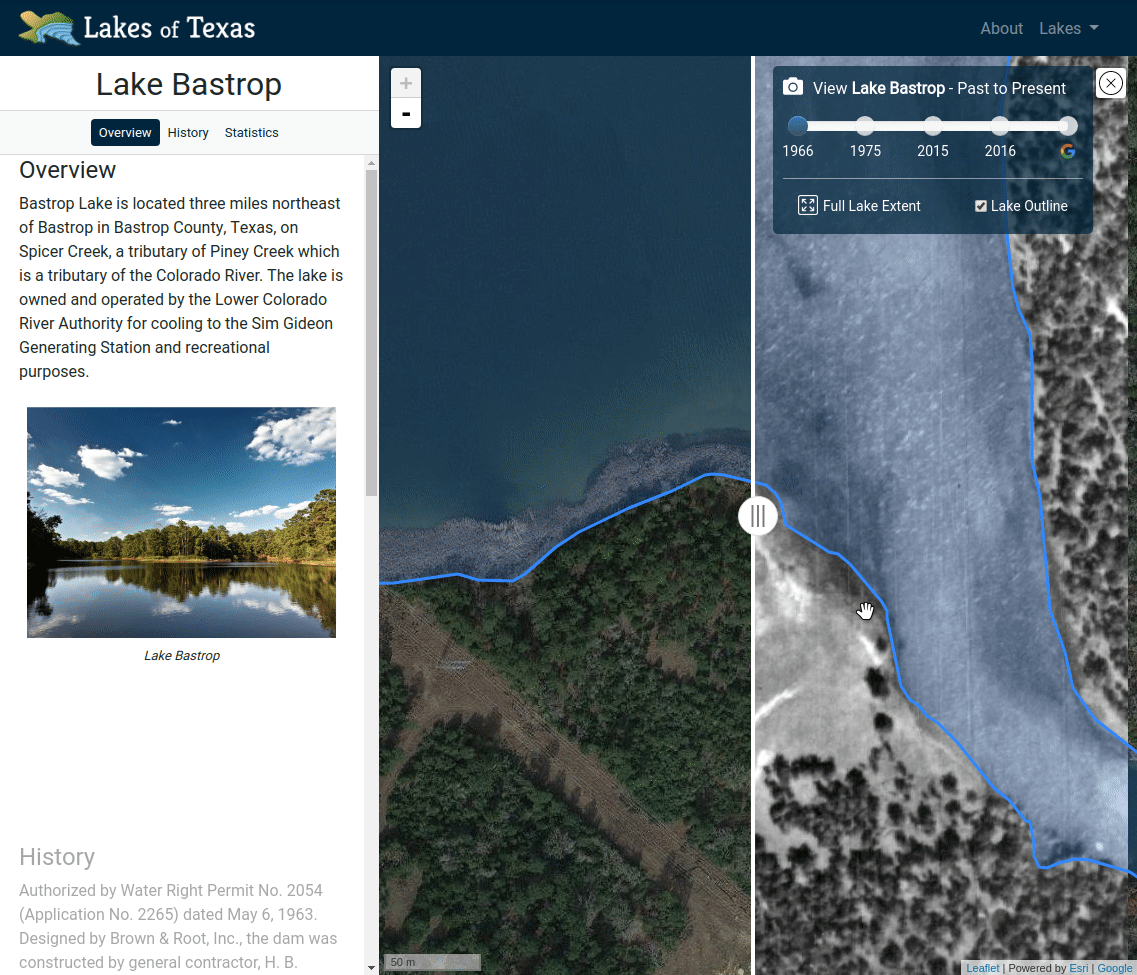 Lakes of Texas
About Lakes
Lake Bastrop
Overview History Statistics
Overview
Bastrop Lake is located three miles northeast
of Bastrop in Bastrop County, Texas, on
Spicer Creek, a tributary of Piney Creek which
is a tributary of the Colorado River. The lake is
owned and operated by the Lower Colorado
River Authority for cooling to the Sim Gideon
Generating Station and recreational
purposes.
Lake Bastrop
History
Authorized by Water Right Permit No. 2054
(Application No. 2265) dated May 6, 1963.
Designed by Brown & Root, Inc., the dam was
constructed by general contractor, H. B.
+
-
50 m
View Lake Bastrop - Past to Present
1966 1975 2015 2016 G
Full Lake Extent Lake Outline
Leaflet | Powered by Esri | Google